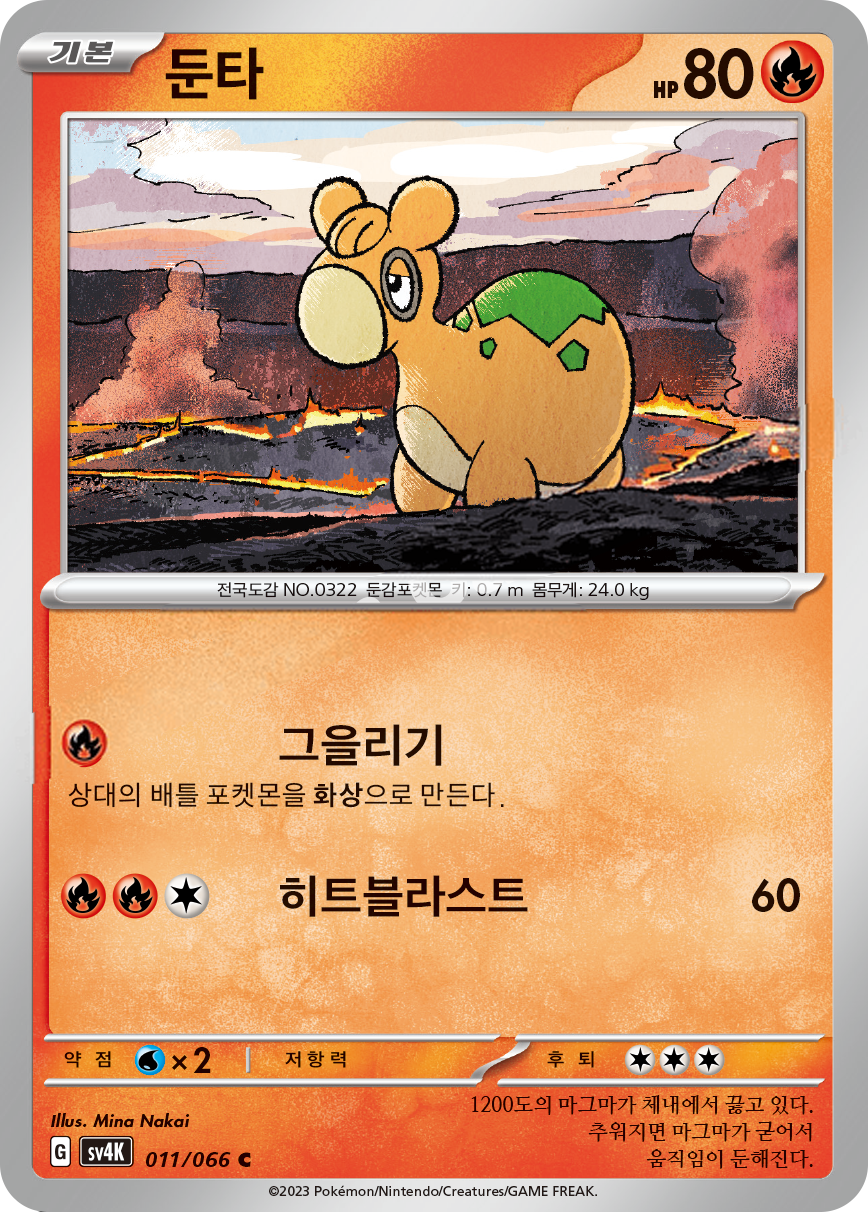 기본
둔타
HP 80
전국도감 NO.0322 둔감포켓몬 키: 0.7 m 몸무게: 24.0 kg
그을리기
상대의 배틀 포켓몬을 화상으로 만든다.
히트블라스트 60
약점 ×2 저항력 후퇴
1200도의 마그마가 체내에서 끓고 있다.
추워지면 마그마가 굳어서
움직임이 둔해진다.
Illus. Mina Nakai
G SV4K 011/066 C
©2023 Pokémon/Nintendo/Creatures/GAME FREAK.